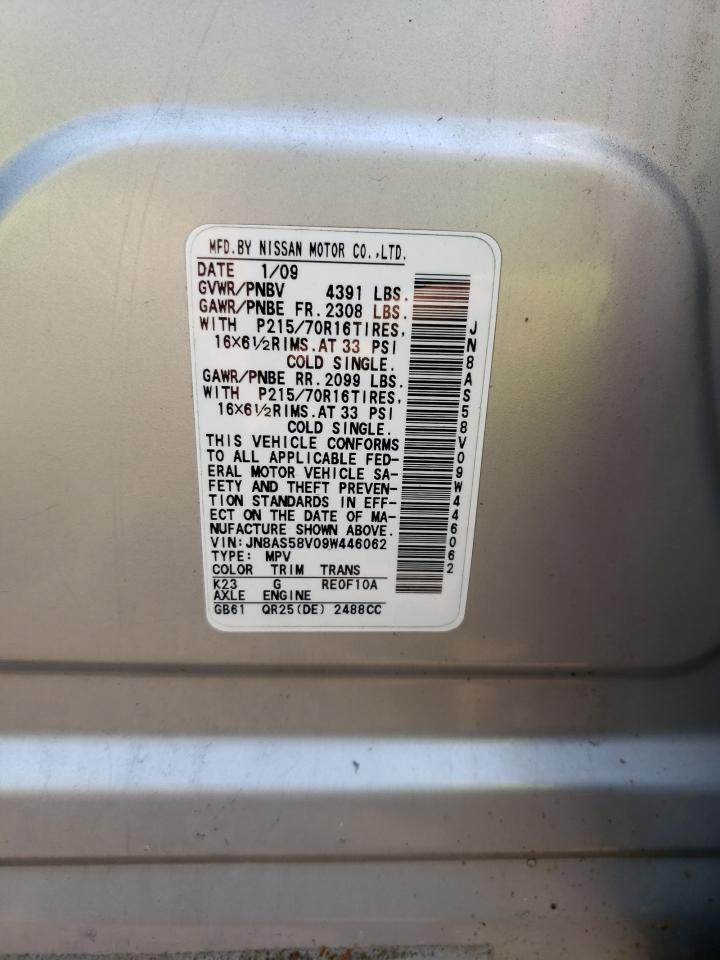 MFD.BY NISSAN MOTOR CO.,LTD.
DATE 1/09
GVWR/PNBV 4391 LBS.
GAWR/PNBE FR.2308 LBS.
WITH P215/70R16TIRES,
16X6½RIMS.AT 33 PSI
COLD SINGLE.
GAWR/PNBE RR.2099 LBS.
WITH P215/70R16TIRES,
16X6½RIMS.AT 33 PSI
COLD SINGLE.
THIS VEHICLE CONFORMS
TO ALL APPLICABLE FED-
ERAL MOTOR VEHICLE SA-
FETY AND THEFT PREVEN-
TION STANDARDS IN EFF-
ECT ON THE DATE OF MA-
NUFACTURE SHOWN ABOVE.
VIN:JN8AS58V09W446062
TYPE: MPV
COLOR TRIM TRANS
K23 G RE0F10A
AXLE ENGINE
GB61 QR25(DE) 2488CC
JN8AS58V09W446062